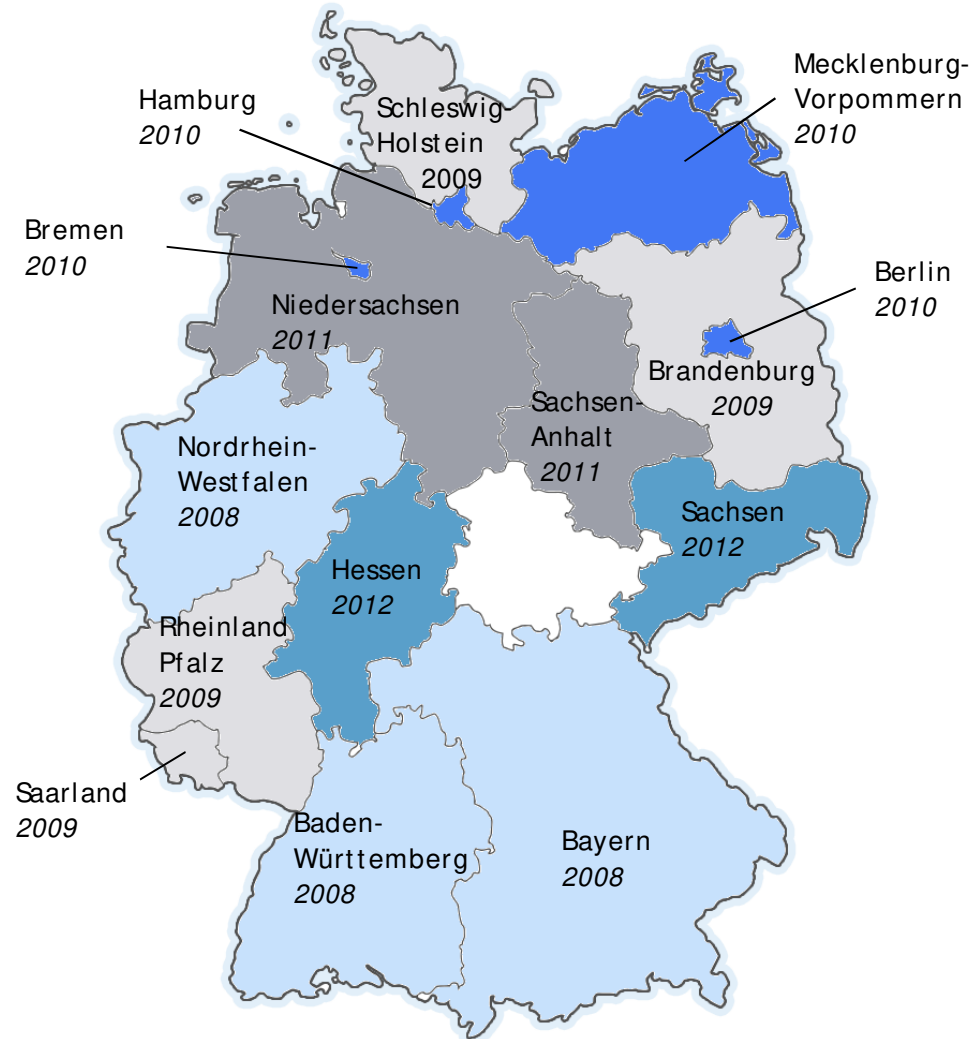 Mecklenburg-
Vorpommern
2010
Hamburg
2010
Schleswig-
Holstein
2009
Bremen
2010
Berlin
2010
Niedersachsen
2011
Brandenburg
2009
Sachsen-
Anhalt
2011
Nordrhein-
Westfalen
2008
Sachsen
2012
Hessen
2012
Rheinland
Pfalz
2009
Saarland
2009
Baden-
Württemberg
2008
Bayern
2008